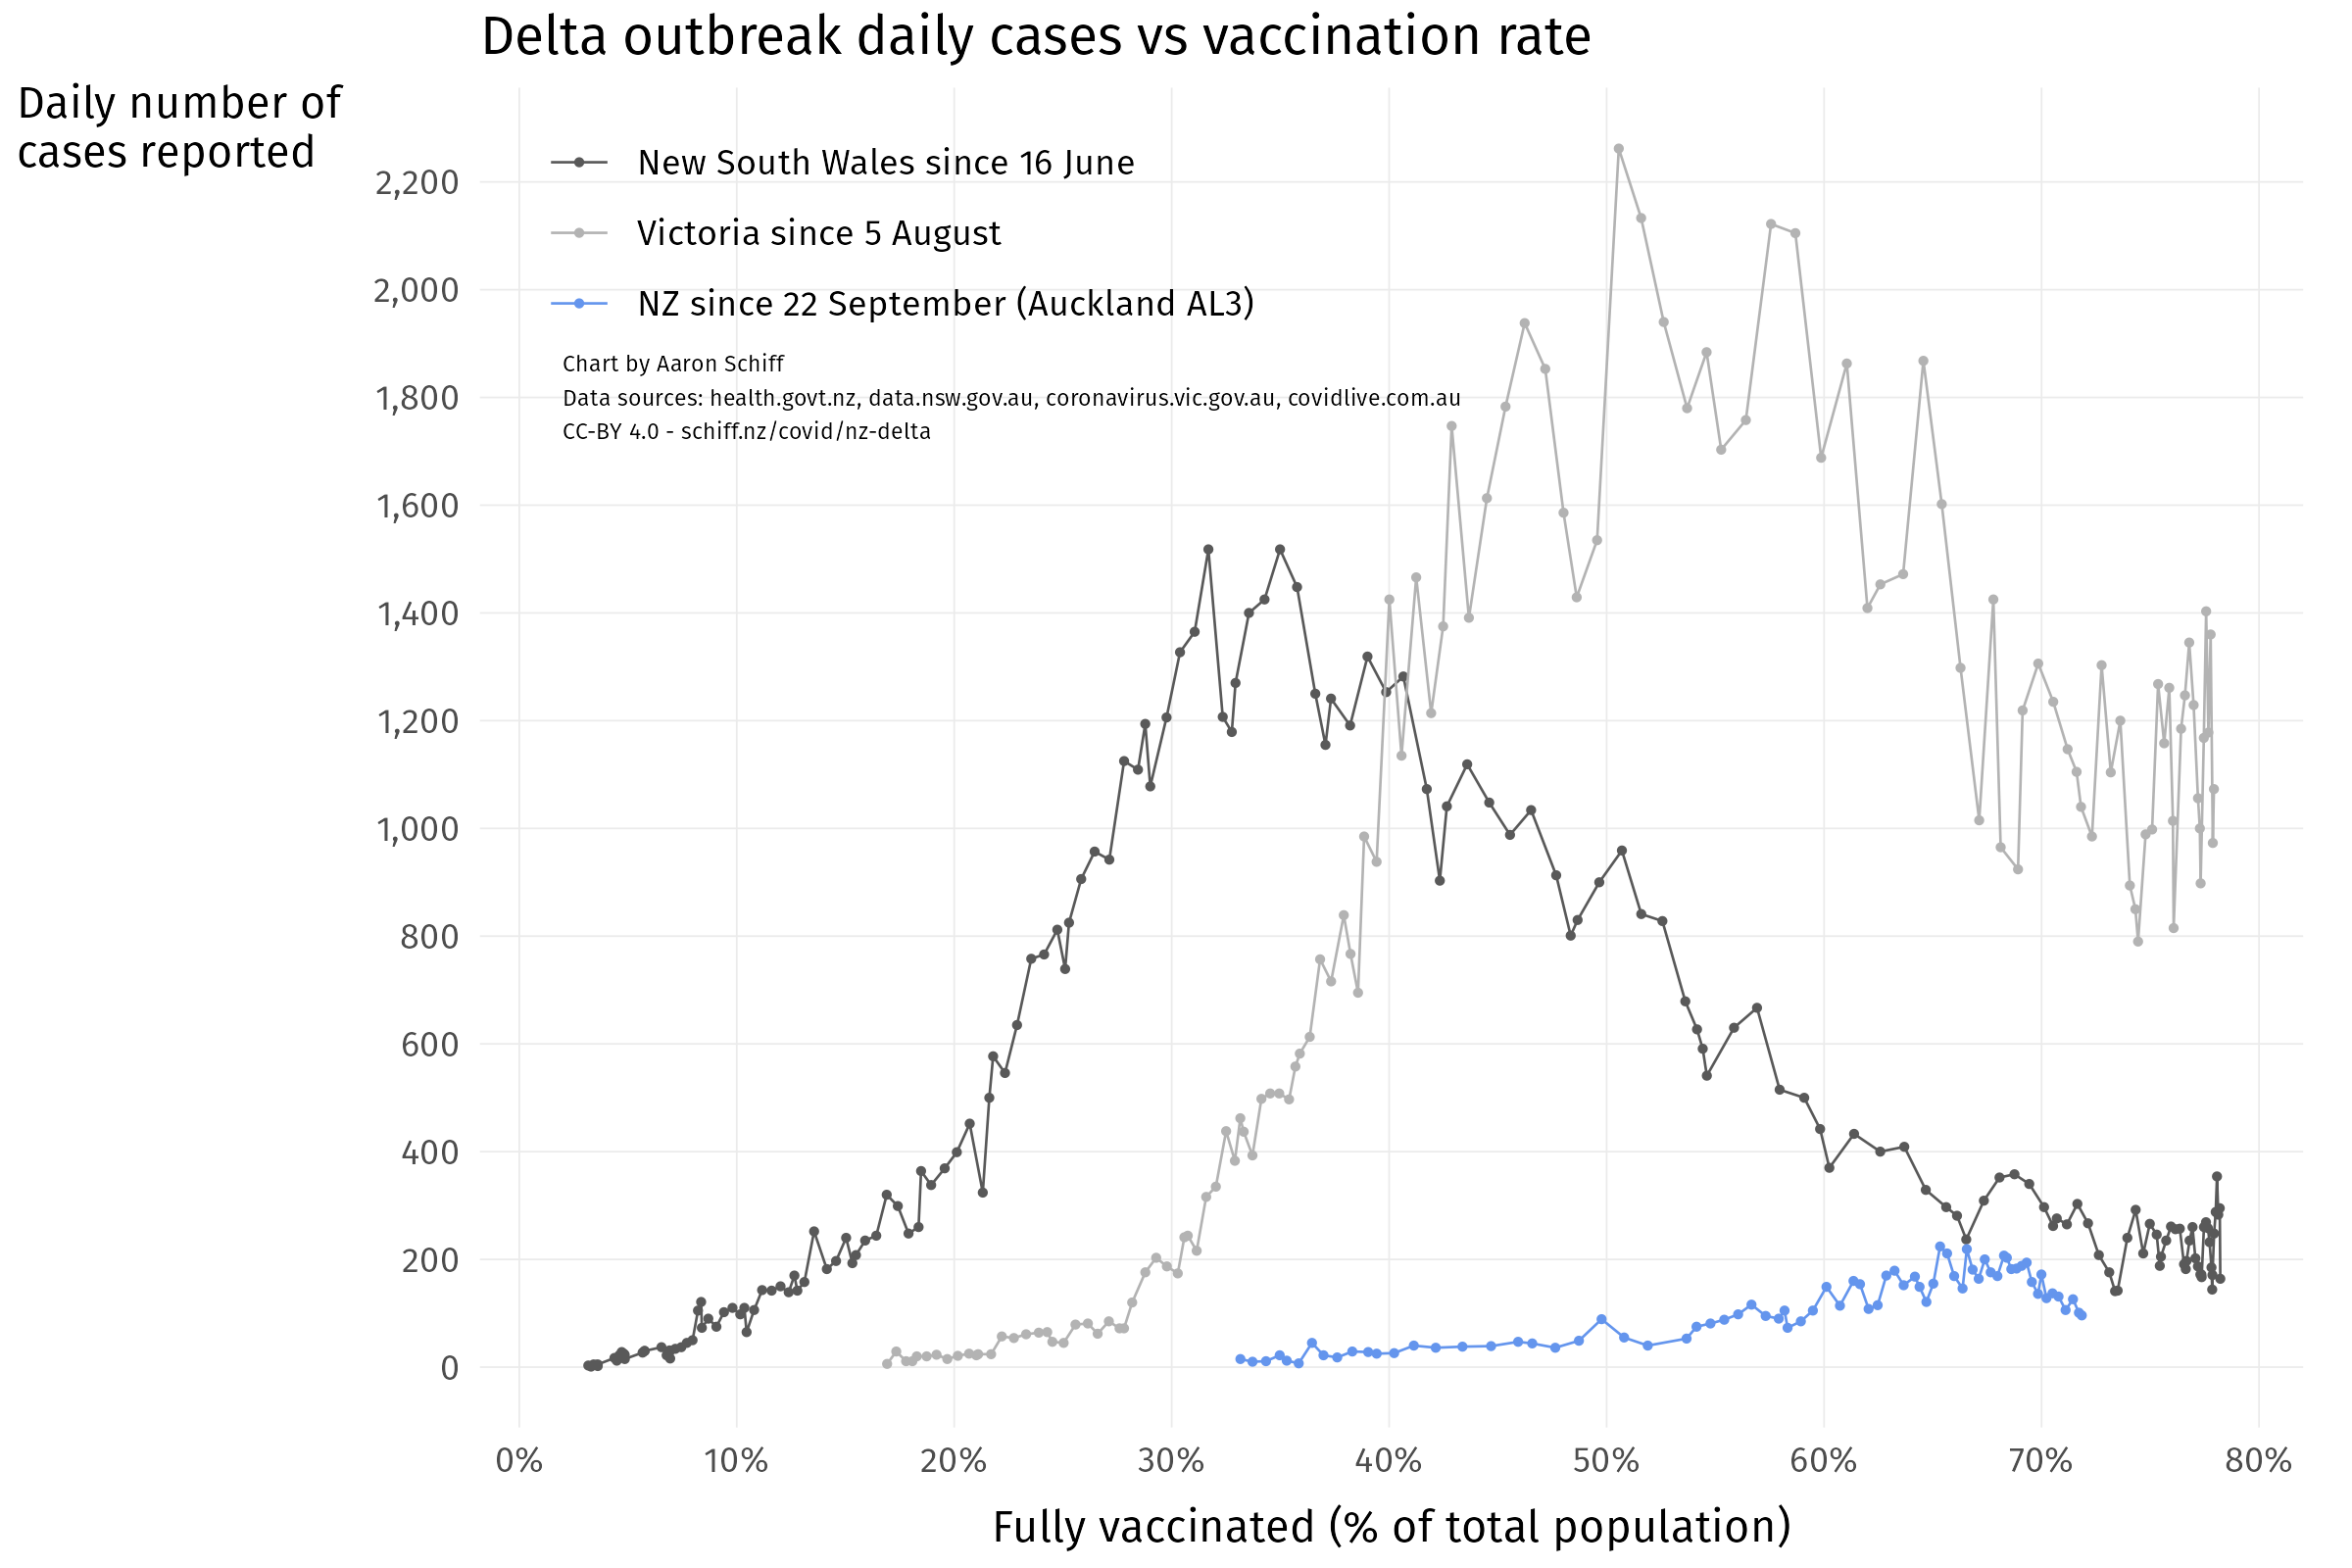 Delta outbreak daily cases vs vaccination rate
Daily number of
cases reported
New South Wales since 16 June
Victoria since 5 August
NZ since 22 September (Auckland AL3)
Chart by Aaron Schiff
Data sources: health.govt.nz, data.nsw.gov.au, coronavirus.vic.gov.au, covidlive.com.au
CC-BY 4.0 - schiff.nz/covid/nz-delta
2,200
2,000
1,800
1,600
1,400
1,200
1,000
800
600
400
200
0
0% 10% 20% 30% 40% 50% 60% 70% 80%
Fully vaccinated (% of total population)